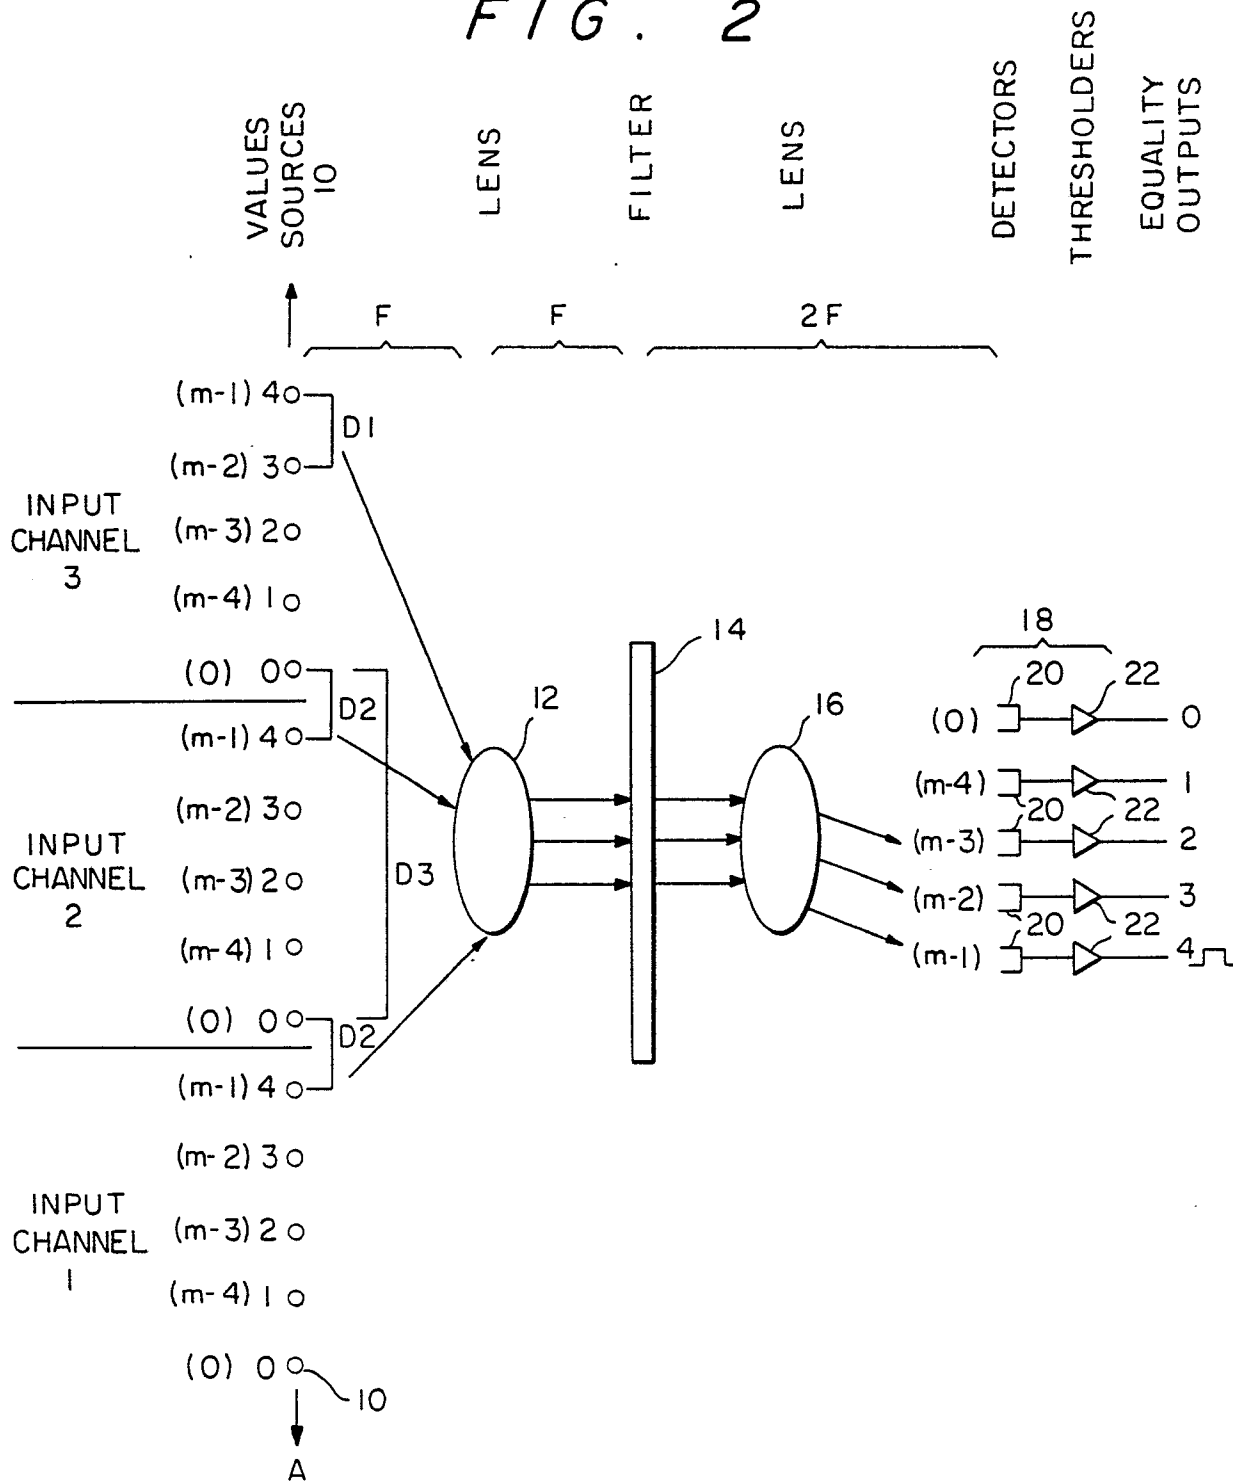 FIG. 2
VALUES
SOURCES
10
LENS
FILTER
LENS
DETECTORS
THRESHOLDERS
EQUALITY
OUTPUTS
F
F
2F
INPUT
CHANNEL
3
(m-1) 4
D1
(m-2) 3
(m-3) 2
(m-4) 1
(0) 0
D2
INPUT
CHANNEL
2
(m-1) 4
(m-2) 3
(m-3) 2
(m-4) 1
(0) 0
D3
D2
INPUT
CHANNEL
1
(m-1) 4
(m-2) 3
(m-3) 2
(m-4) 1
(0) 0
10
A
12
14
16
18
20
22
(0)
0
(m-4)
1
20
22
(m-3)
2
(m-2)
3
20
22
(m-1)
4